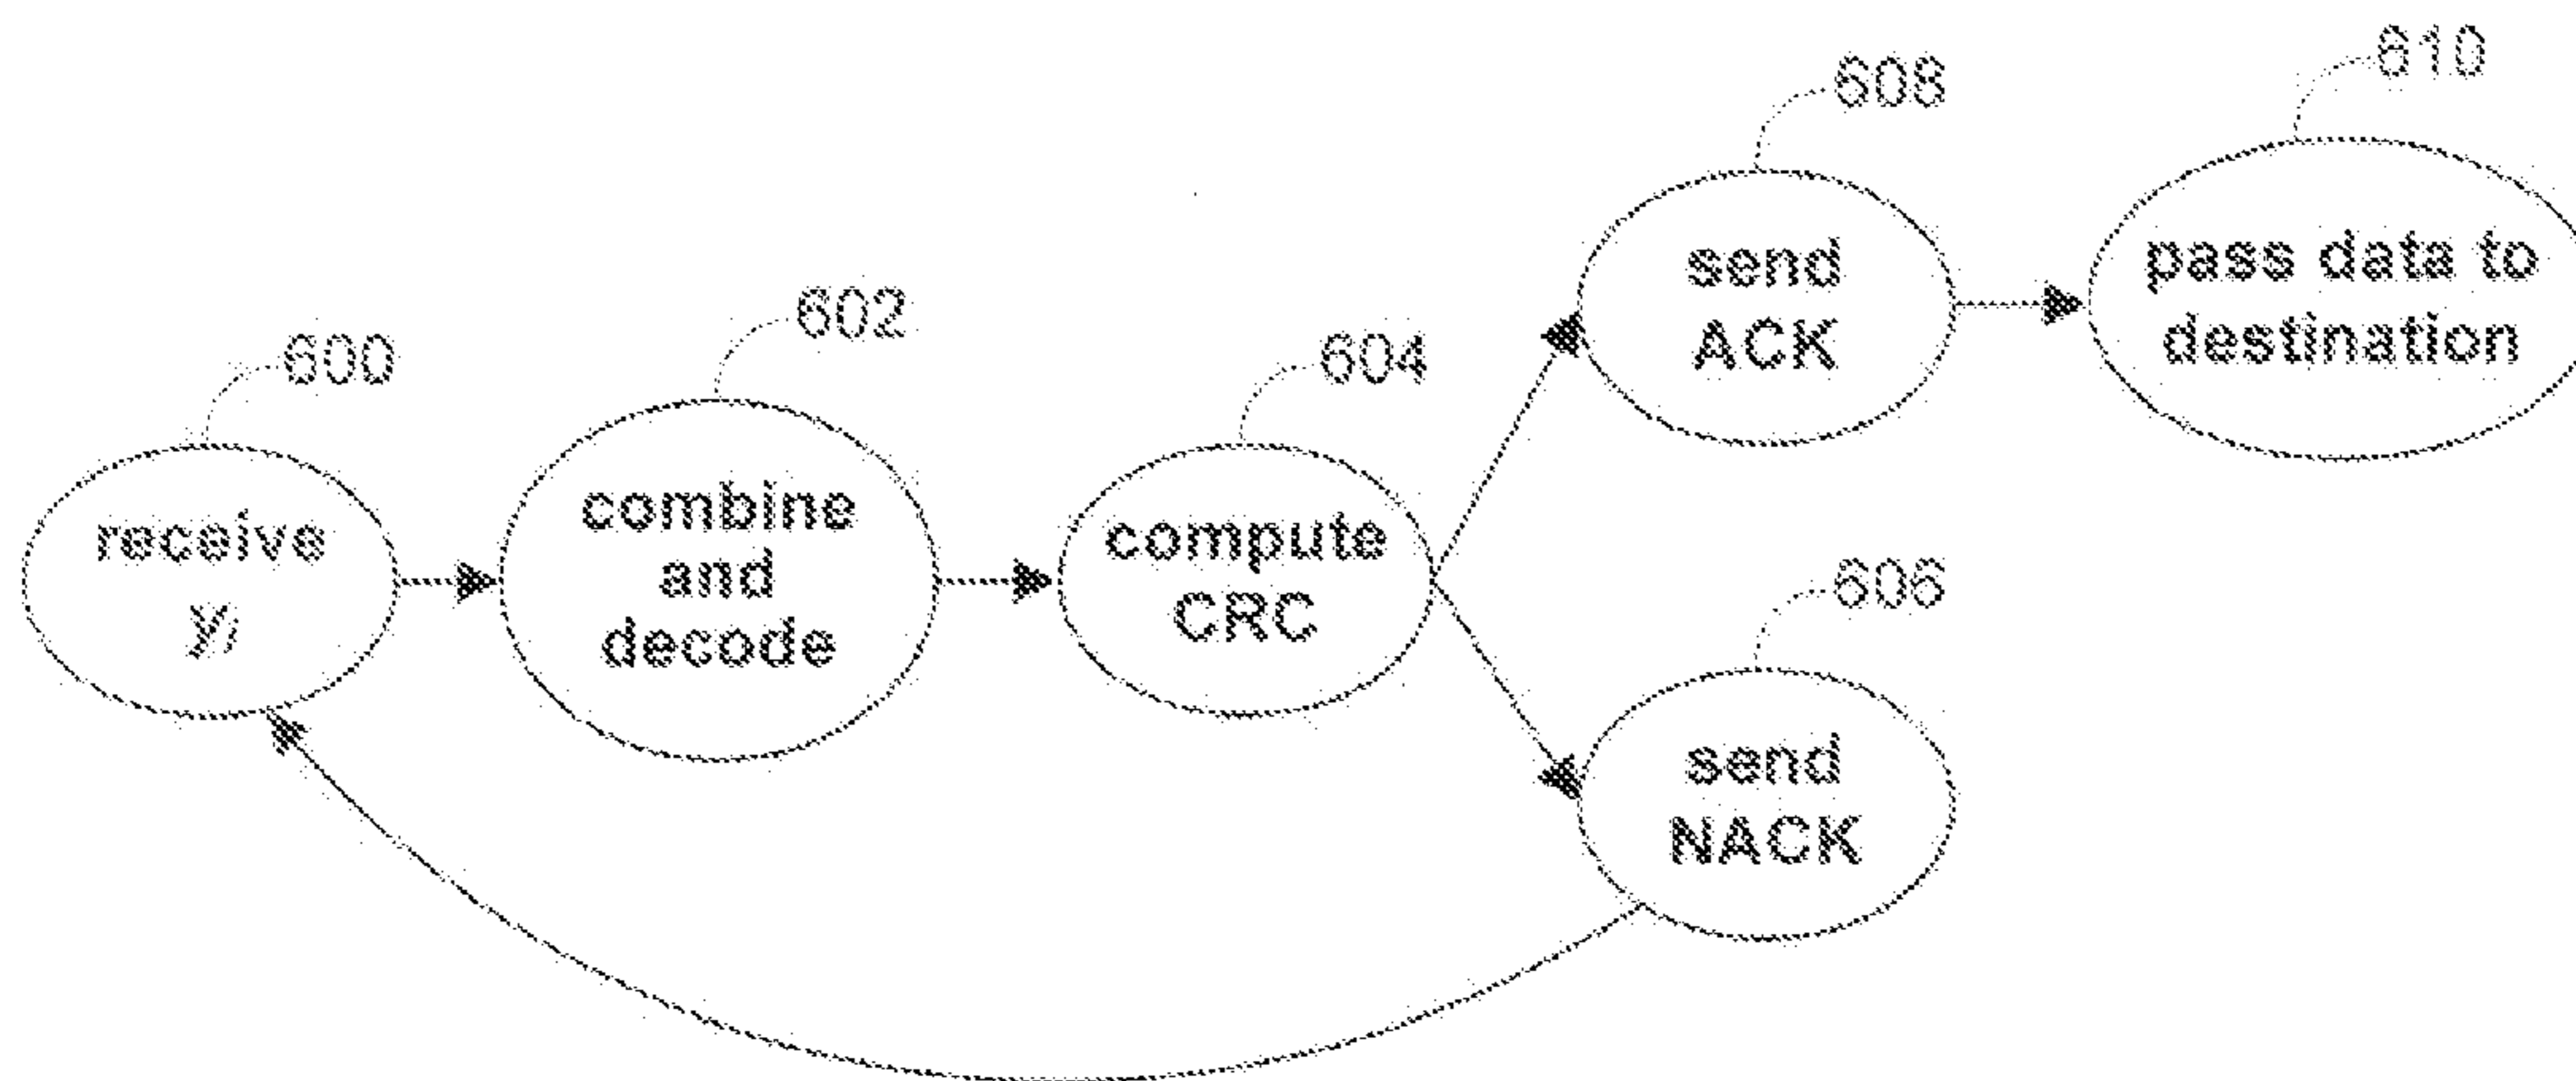 610
608
send
ACK
pass data to
destination
602
600
604
receive
yi
combine
and
decode
compute
CRC
606
send
NACK